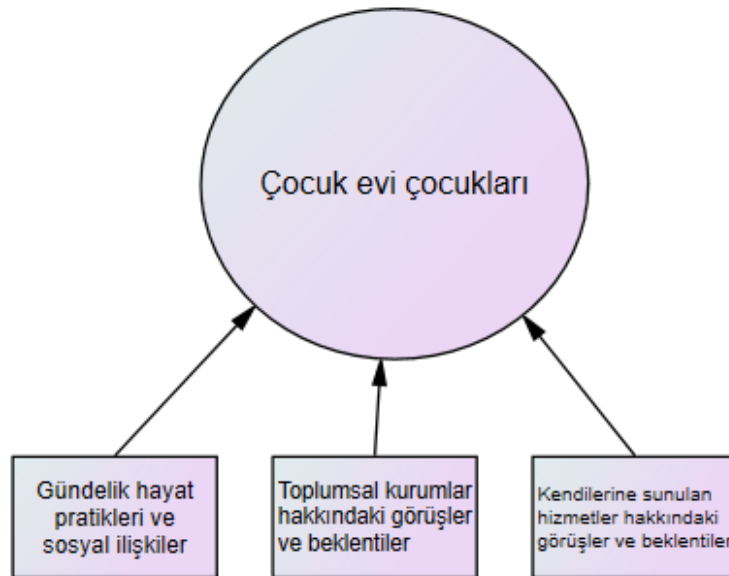 Çocuk evi çocukları
Gündelik hayat
pratikleri ve
sosyal ilişkiler
Toplumsal kurumlar
hakkındaki görüşler
ve beklentiler
Kendilerine sunulan
hizmetler hakkındaki
görüşler ve beklentiler